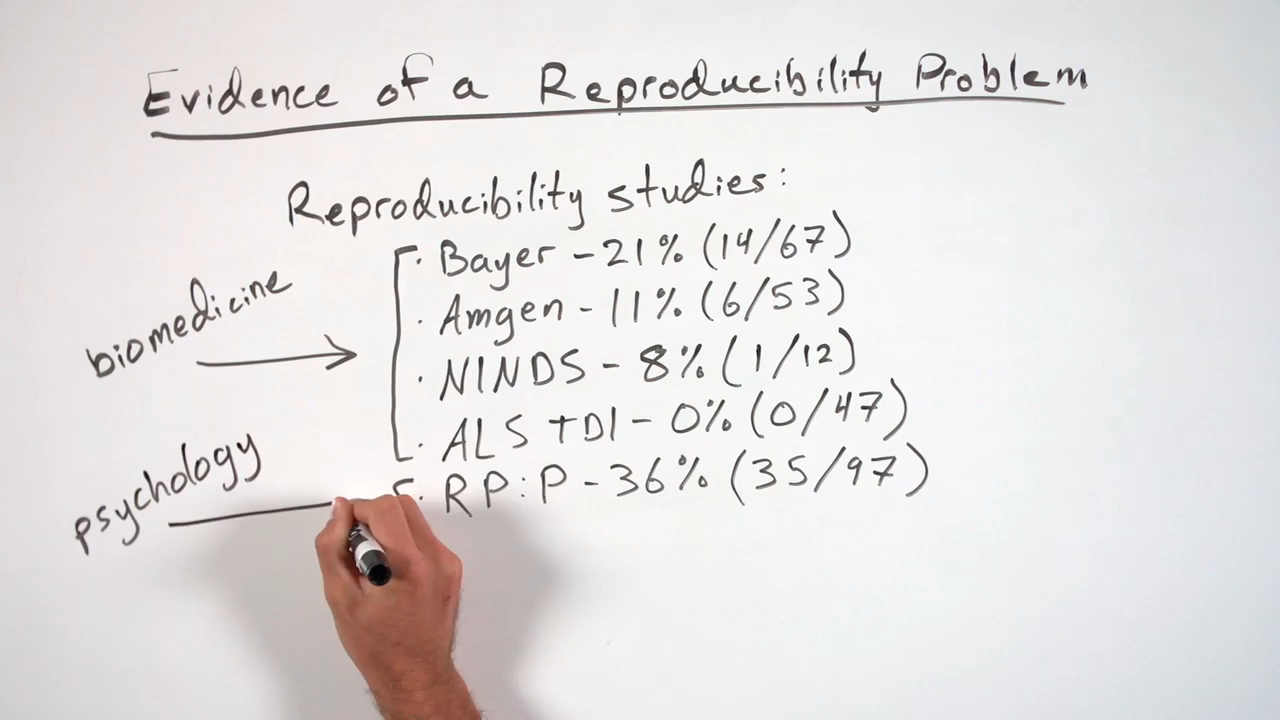 Evidence of a Reproducibility Problem
Reproducibility studies:
biomedicine
· Bayer - 21% (14/67)
· Amgen - 11% (6/53)
· NINDS - 8% (1/12)
· ALS TDI - 0% (0/47)
psychology
· RP:P - 36% (35/97)